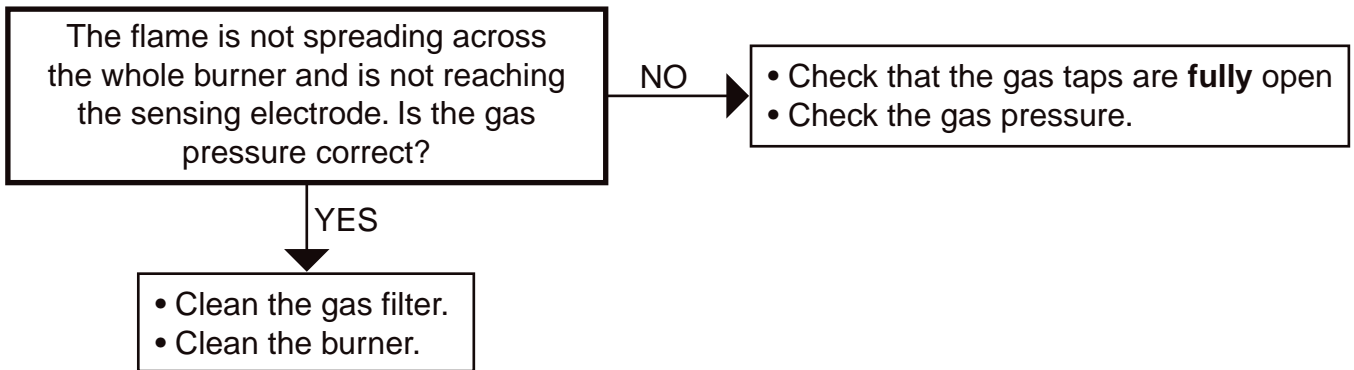 The flame is not spreading across
the whole burner and is not reaching
the sensing electrode. Is the gas
pressure correct?
NO
• Check that the gas taps are fully open
• Check the gas pressure.
YES
• Clean the gas filter.
• Clean the burner.